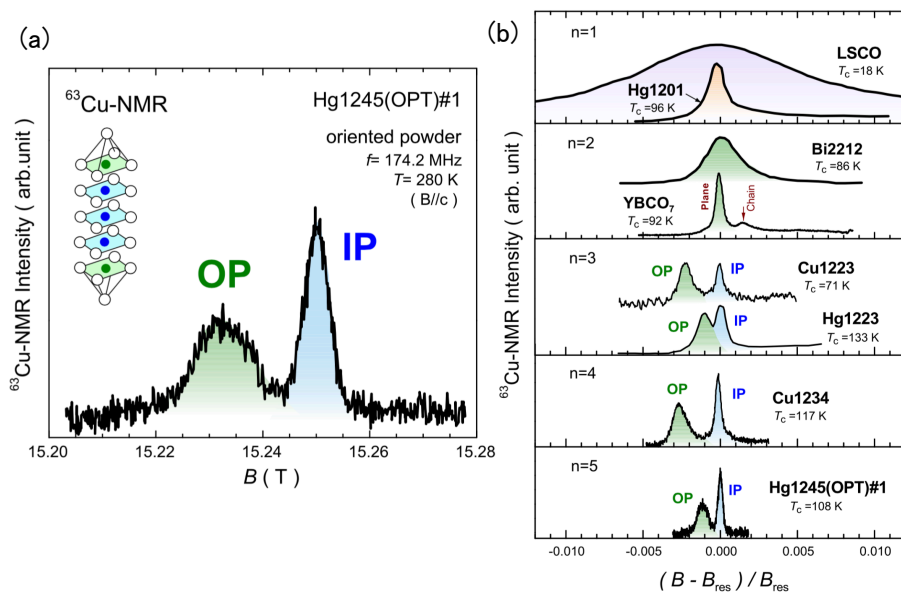 (a)
⁶³Cu-NMR
Hg1245(OPT)#1
oriented powder
f= 174.2 MHz
T= 280 K
( B//c )
OP
IP
⁶³Cu-NMR Intensity ( arb.unit )
15.20
15.22
15.24
15.26
15.28
B ( T )
(b)
n=1
LSCO
Tc =18 K
Hg1201
Tc =96 K
n=2
Bi2212
Tc =86 K
Plane
Chain
YBCO₇
Tc =92 K
n=3
OP
IP
Cu1223
Tc =71 K
OP
IP
Hg1223
Tc =133 K
n=4
OP
IP
Cu1234
Tc =117 K
n=5
OP
IP
Hg1245(OPT)#1
Tc =108 K
⁶³Cu-NMR Intensity ( arb. unit )
-0.010
-0.005
0.000
0.005
0.010
( B - Bres ) / Bres